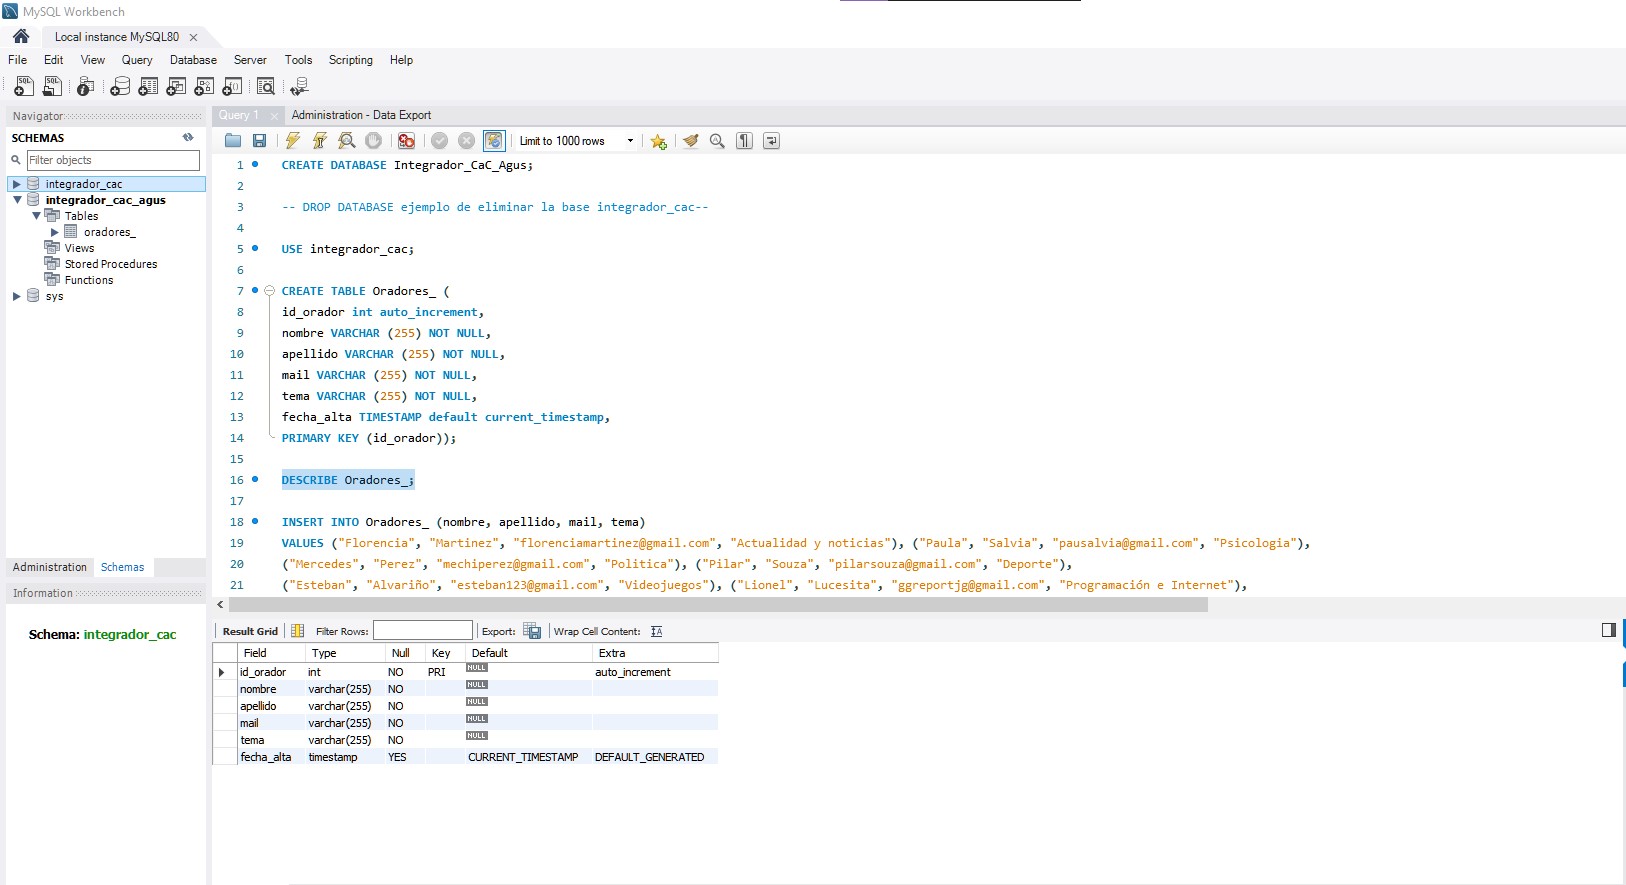 MySQL Workbench
Local instance MySQL80 ×
File Edit View Query Database Server Tools Scripting Help
Navigator
SCHEMAS
Filter objects
integrador_cac
integrador_cac_agus
Tables
oradores_
Views
Stored Procedures
Functions
sys
Administration Schemas
Information
Schema: integrador_cac
Query 1 × Administration - Data Export
Limit to 1000 rows
1 CREATE DATABASE Integrador_CaC_Agus;
2
3 -- DROP DATABASE ejemplo de eliminar la base integrador_cac--
4
5 USE integrador_cac;
6
7 CREATE TABLE Oradores_ (
8 id_orador int auto_increment,
9 nombre VARCHAR (255) NOT NULL,
10 apellido VARCHAR (255) NOT NULL,
11 mail VARCHAR (255) NOT NULL,
12 tema VARCHAR (255) NOT NULL,
13 fecha_alta TIMESTAMP default current_timestamp,
14 PRIMARY KEY (id_orador));
15
16 DESCRIBE Oradores_;
17
18 INSERT INTO Oradores_ (nombre, apellido, mail, tema)
19 VALUES ("Florencia", "Martinez", "florenciamartinez@gmail.com", "Actualidad y noticias"), ("Paula", "Salvia", "pausalvia@gmail.com", "Psicologia"),
20 ("Mercedes", "Perez", "mechiperez@gmail.com", "Politica"), ("Pilar", "Souza", "pilarsouza@gmail.com", "Deporte"),
21 ("Esteban", "Alvariño", "esteban123@gmail.com", "Videojuegos"), ("Lionel", "Lucesita", "ggreportjg@gmail.com", "Programación e Internet"),
Result Grid Filter Rows: Export: Wrap Cell Content:
Field Type Null Key Default Extra
id_orador int NO PRI NULL auto_increment
nombre varchar(255) NO NULL
apellido varchar(255) NO NULL
mail varchar(255) NO NULL
tema varchar(255) NO NULL
fecha_alta timestamp YES CURRENT_TIMESTAMP DEFAULT_GENERATED